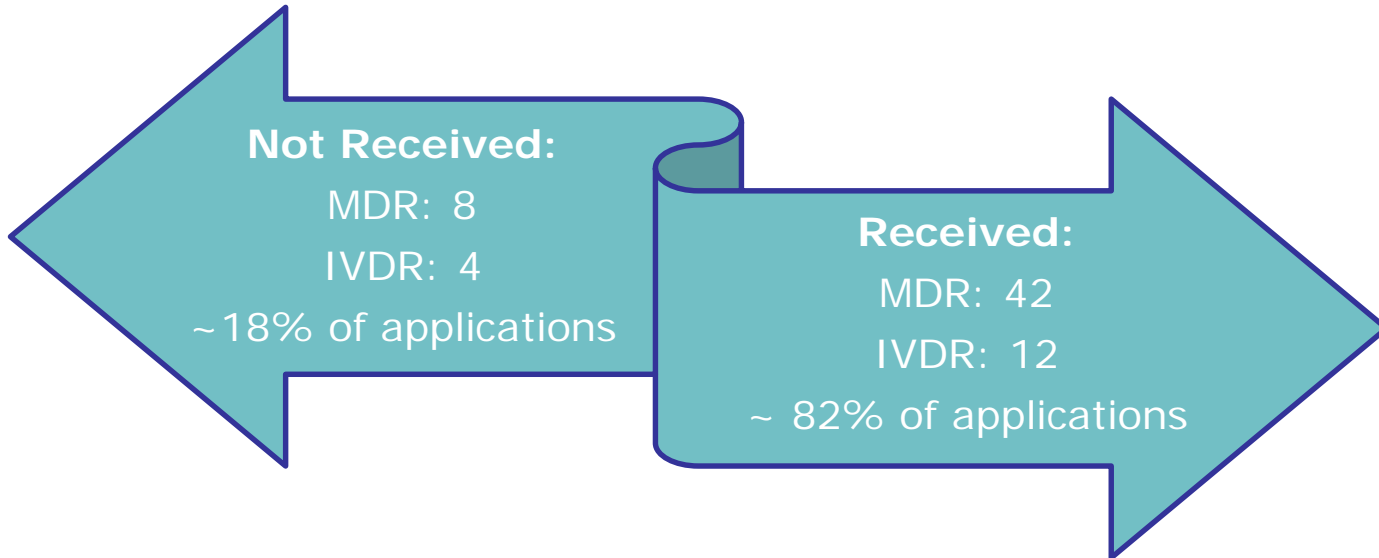 Not Received:
MDR: 8
IVDR: 4
~18% of applications
Received:
MDR: 42
IVDR: 12
~ 82% of applications